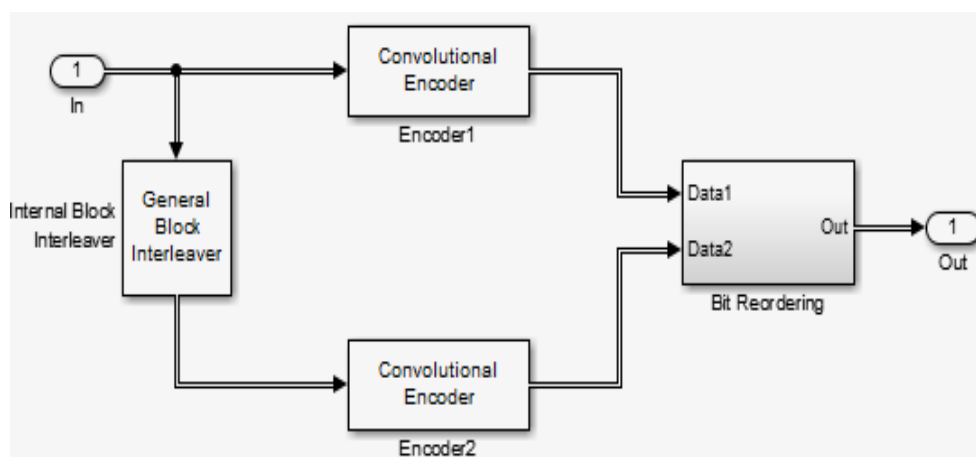 1
In
Convolutional
Encoder
Encoder1
Internal Block
Interleaver
General
Block
Interleaver
Data1
Data2
Out
Bit Reordering
1
Out
Convolutional
Encoder
Encoder2